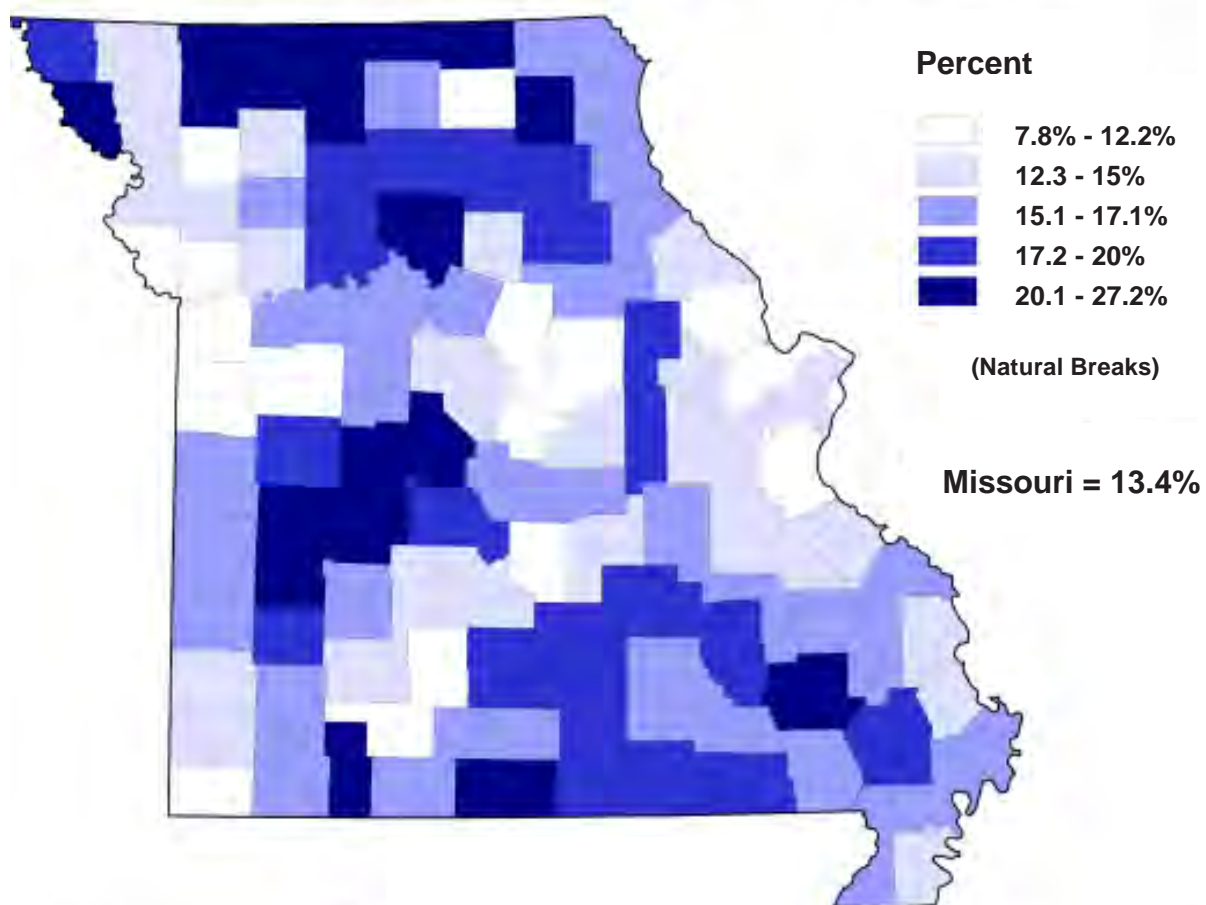 Percent
7.8% - 12.2%
12.3 - 15%
15.1 - 17.1%
17.2 - 20%
20.1 - 27.2%
(Natural Breaks)
Missouri = 13.4%